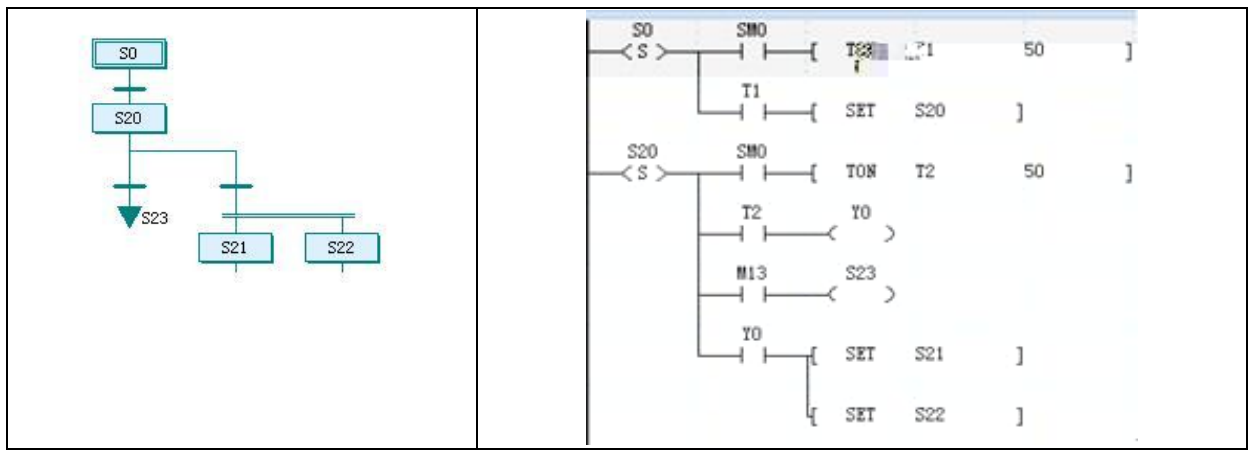 S0
S20
S23
S21 S22
S0 SM0
S 50
T1
SET S20
S20 SM0
S TON T2 50
T2 Y0
M13 S23
Y0
SET S21
SET S22